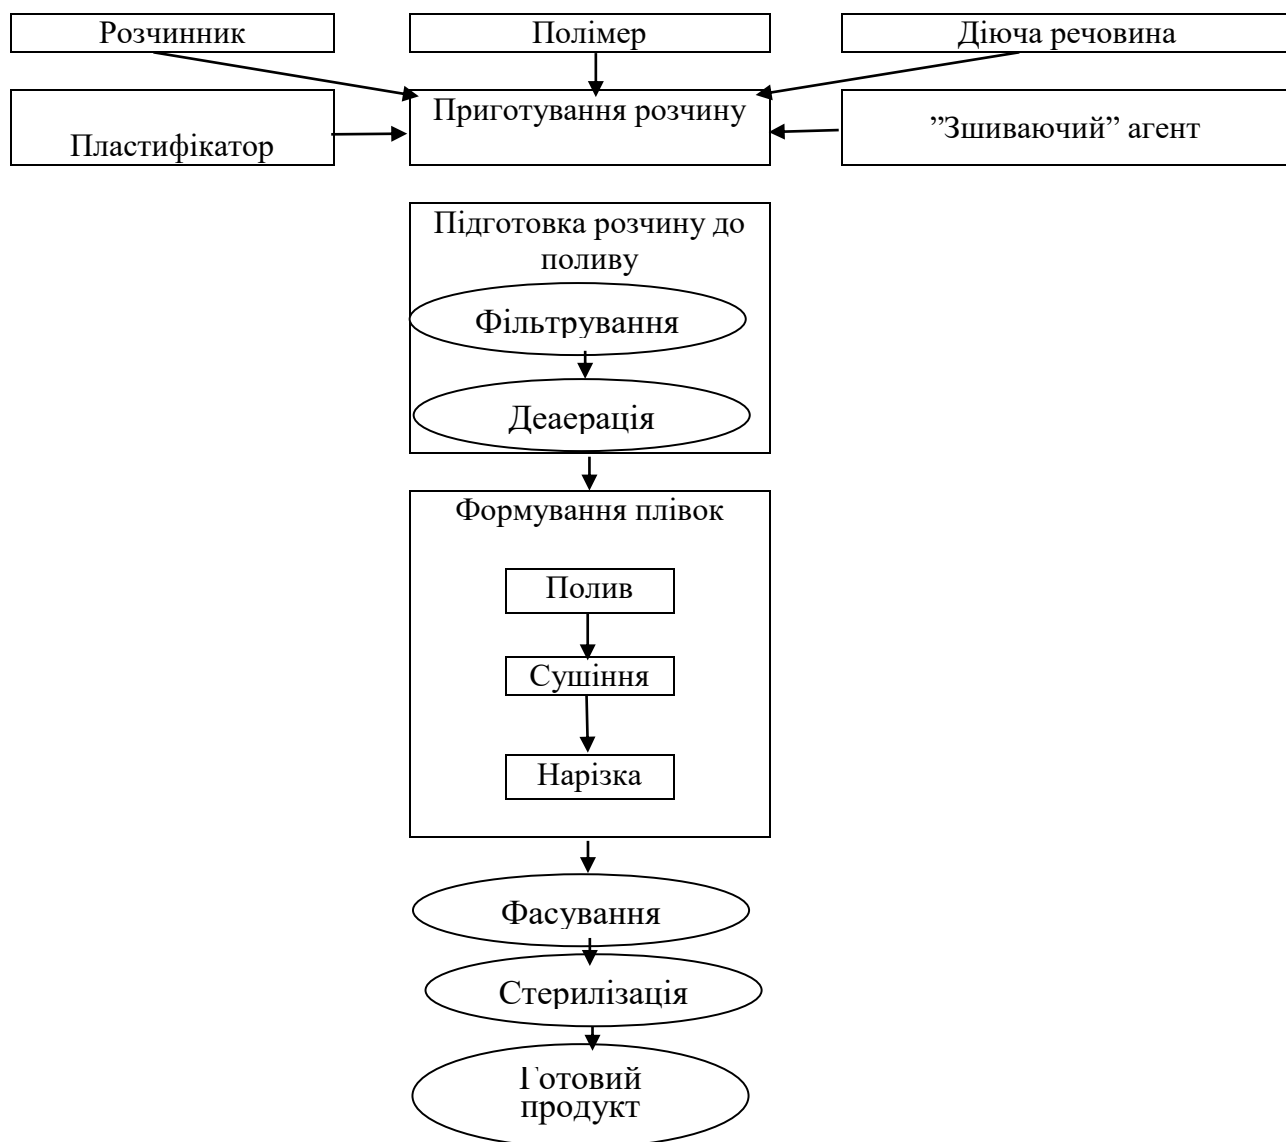 Розчинник
Полімер
Діюча речовина
Приготування розчину
Пластифікатор
”Зшиваючий” агент
Підготовка розчину до
поливу
Фільтрування
Деаерація
Формування плівок
Полив
Сушіння
Нарізка
Фасування
Стерилізація
Готовий
продукт